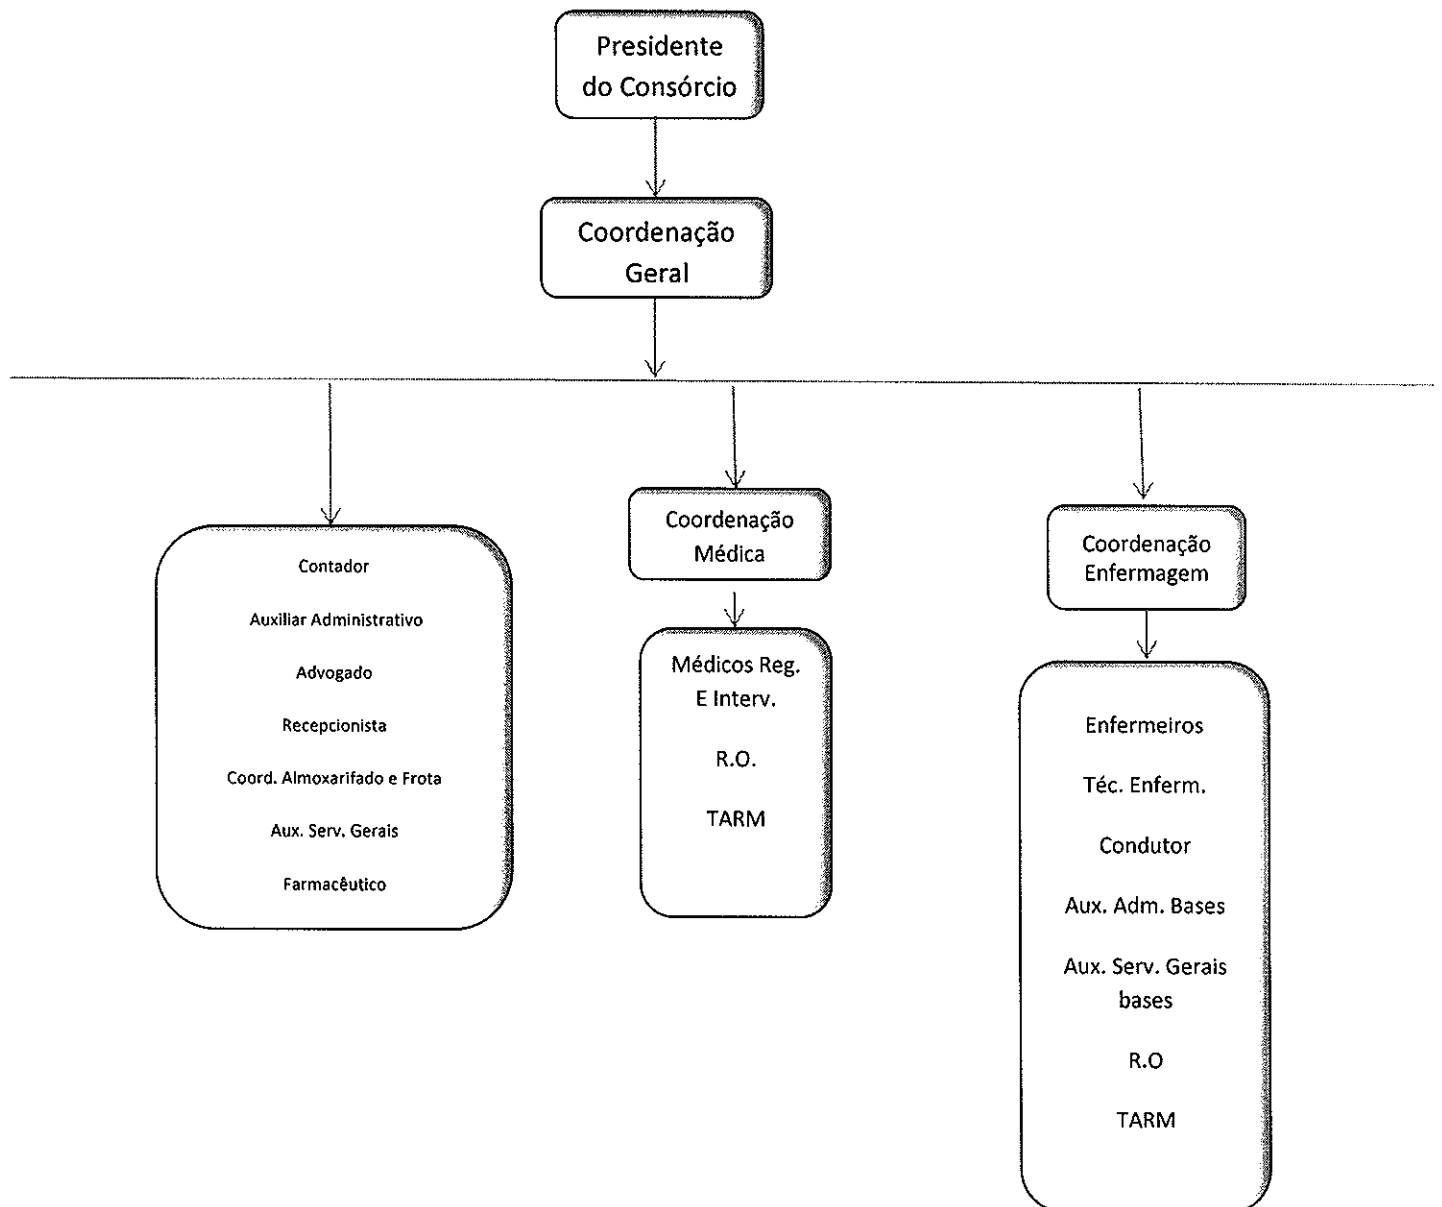 Presidente
do Consórcio
Coordenação
Geral
Contador
Auxiliar Administrativo
Advogado
Recepcionista
Coord. Almoxarifado e Frota
Aux. Serv. Gerais
Farmacêutico
Coordenação
Médica
Médicos Reg.
E Interv.
R.O.
TARM
Coordenação
Enfermagem
Enfermeiros
Téc. Enferm.
Condutor
Aux. Adm. Bases
Aux. Serv. Gerais
bases
R.O
TARM